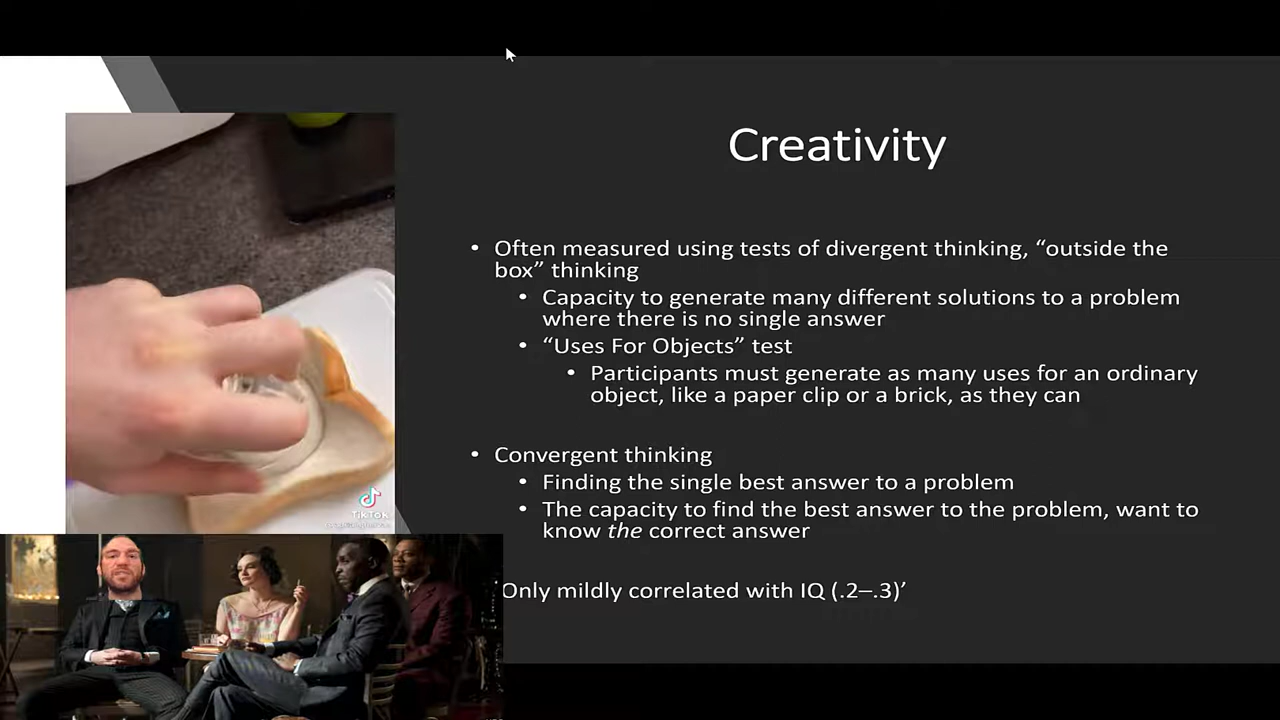 Creativity
• Often measured using tests of divergent thinking, “outside the
box” thinking
• Capacity to generate many different solutions to a problem
where there is no single answer
• “Uses For Objects” test
• Participants must generate as many uses for an ordinary
object, like a paper clip or a brick, as they can
• Convergent thinking
• Finding the single best answer to a problem
• The capacity to find the best answer to the problem, want to
know the correct answer
Only mildly correlated with IQ (.2–.3)’
TikTok